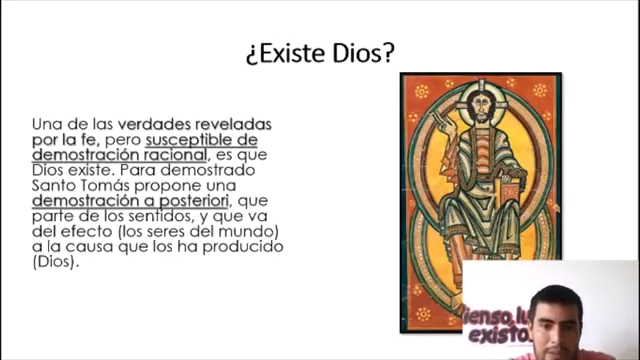 ¿Existe Dios?
Una de las verdades reveladas
por la fe, pero susceptible de
demostración racional, es que
Dios existe. Para demostrado
Santo Tomás propone una
demostración a posteriori, que
parte de los sentidos, y que va
del efecto (los seres del mundo)
a la causa que los ha producido
(Dios).
ienso, lu
existo